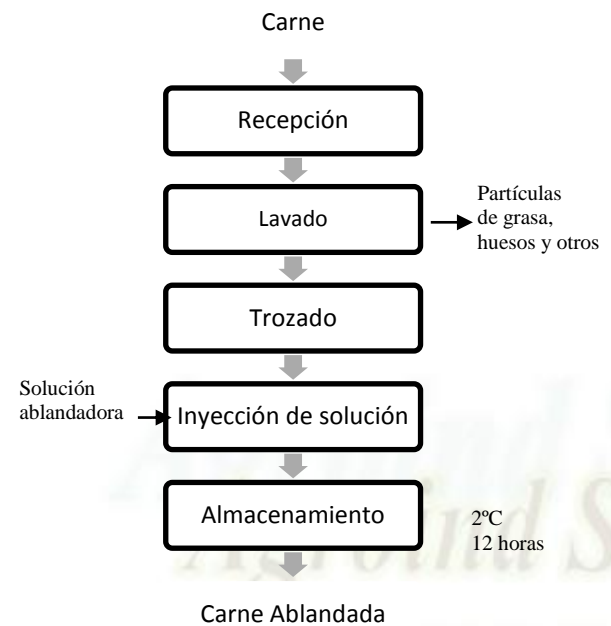 Carne
Recepción
Lavado
Partículas
de grasa,
huesos y otros
Trozado
Solución
ablandadora
Inyección de solución
Almacenamiento
2ºC
12 horas
Carne Ablandada